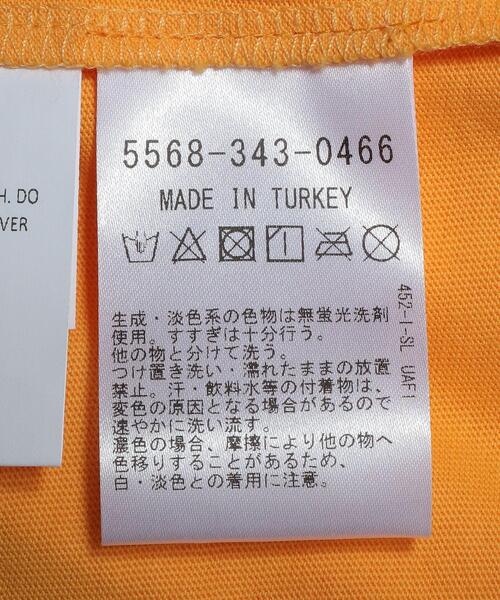 H. DO
VER
5568-343-0466
MADE IN TURKEY
生成・淡色系の色物は無蛍光洗剤
使用。すすぎは十分行う。
他の物と分けて洗う。
つけ置き洗い・濡れたままの放置
禁止。汗・飲料水等の付着物は、
変色の原因となる場合があるので
速やかに洗い流す。
濃色の場合、摩擦により他の物へ
色移りすることがあるため、
白・淡色との着用に注意。
452-I-SL UAF1